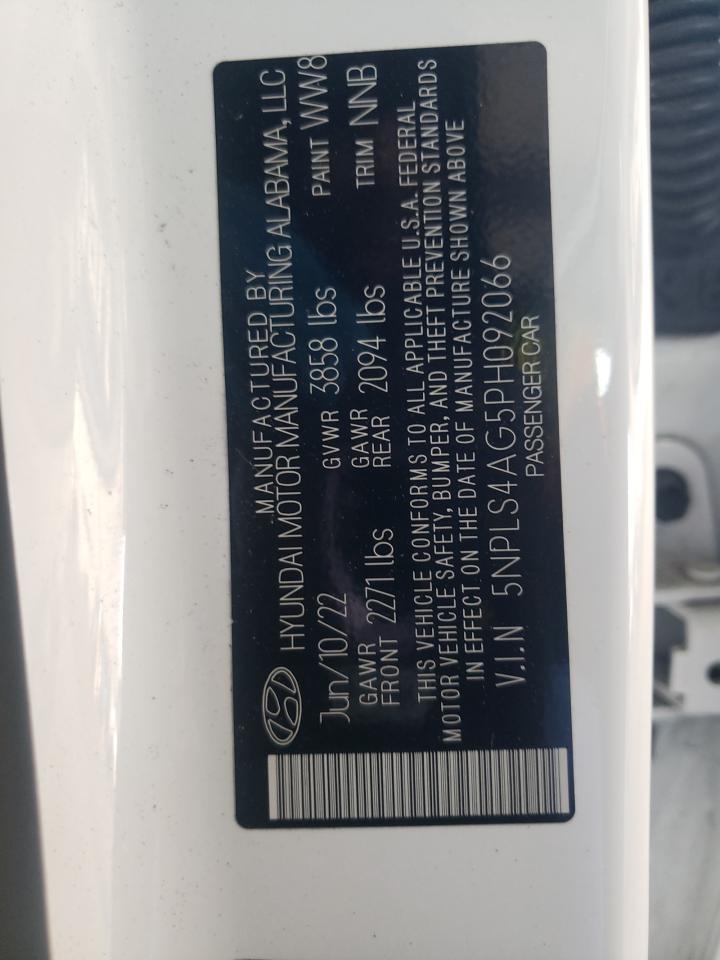 MANUFACTURED BY
HYUNDAI MOTOR MANUFACTURING ALABAMA, LLC
Jun/10/22 GVWR 3858 lbs PAINT WW8
GAWR FRONT 2271 lbs GAWR REAR 2094 lbs TRIM NNB
THIS VEHICLE CONFORMS TO ALL APPLICABLE U.S.A. FEDERAL
MOTOR VEHICLE SAFETY, BUMPER, AND THEFT PREVENTION STANDARDS
IN EFFECT ON THE DATE OF MANUFACTURE SHOWN ABOVE
V.I.N 5NPLS4AG5PH092066
PASSENGER CAR